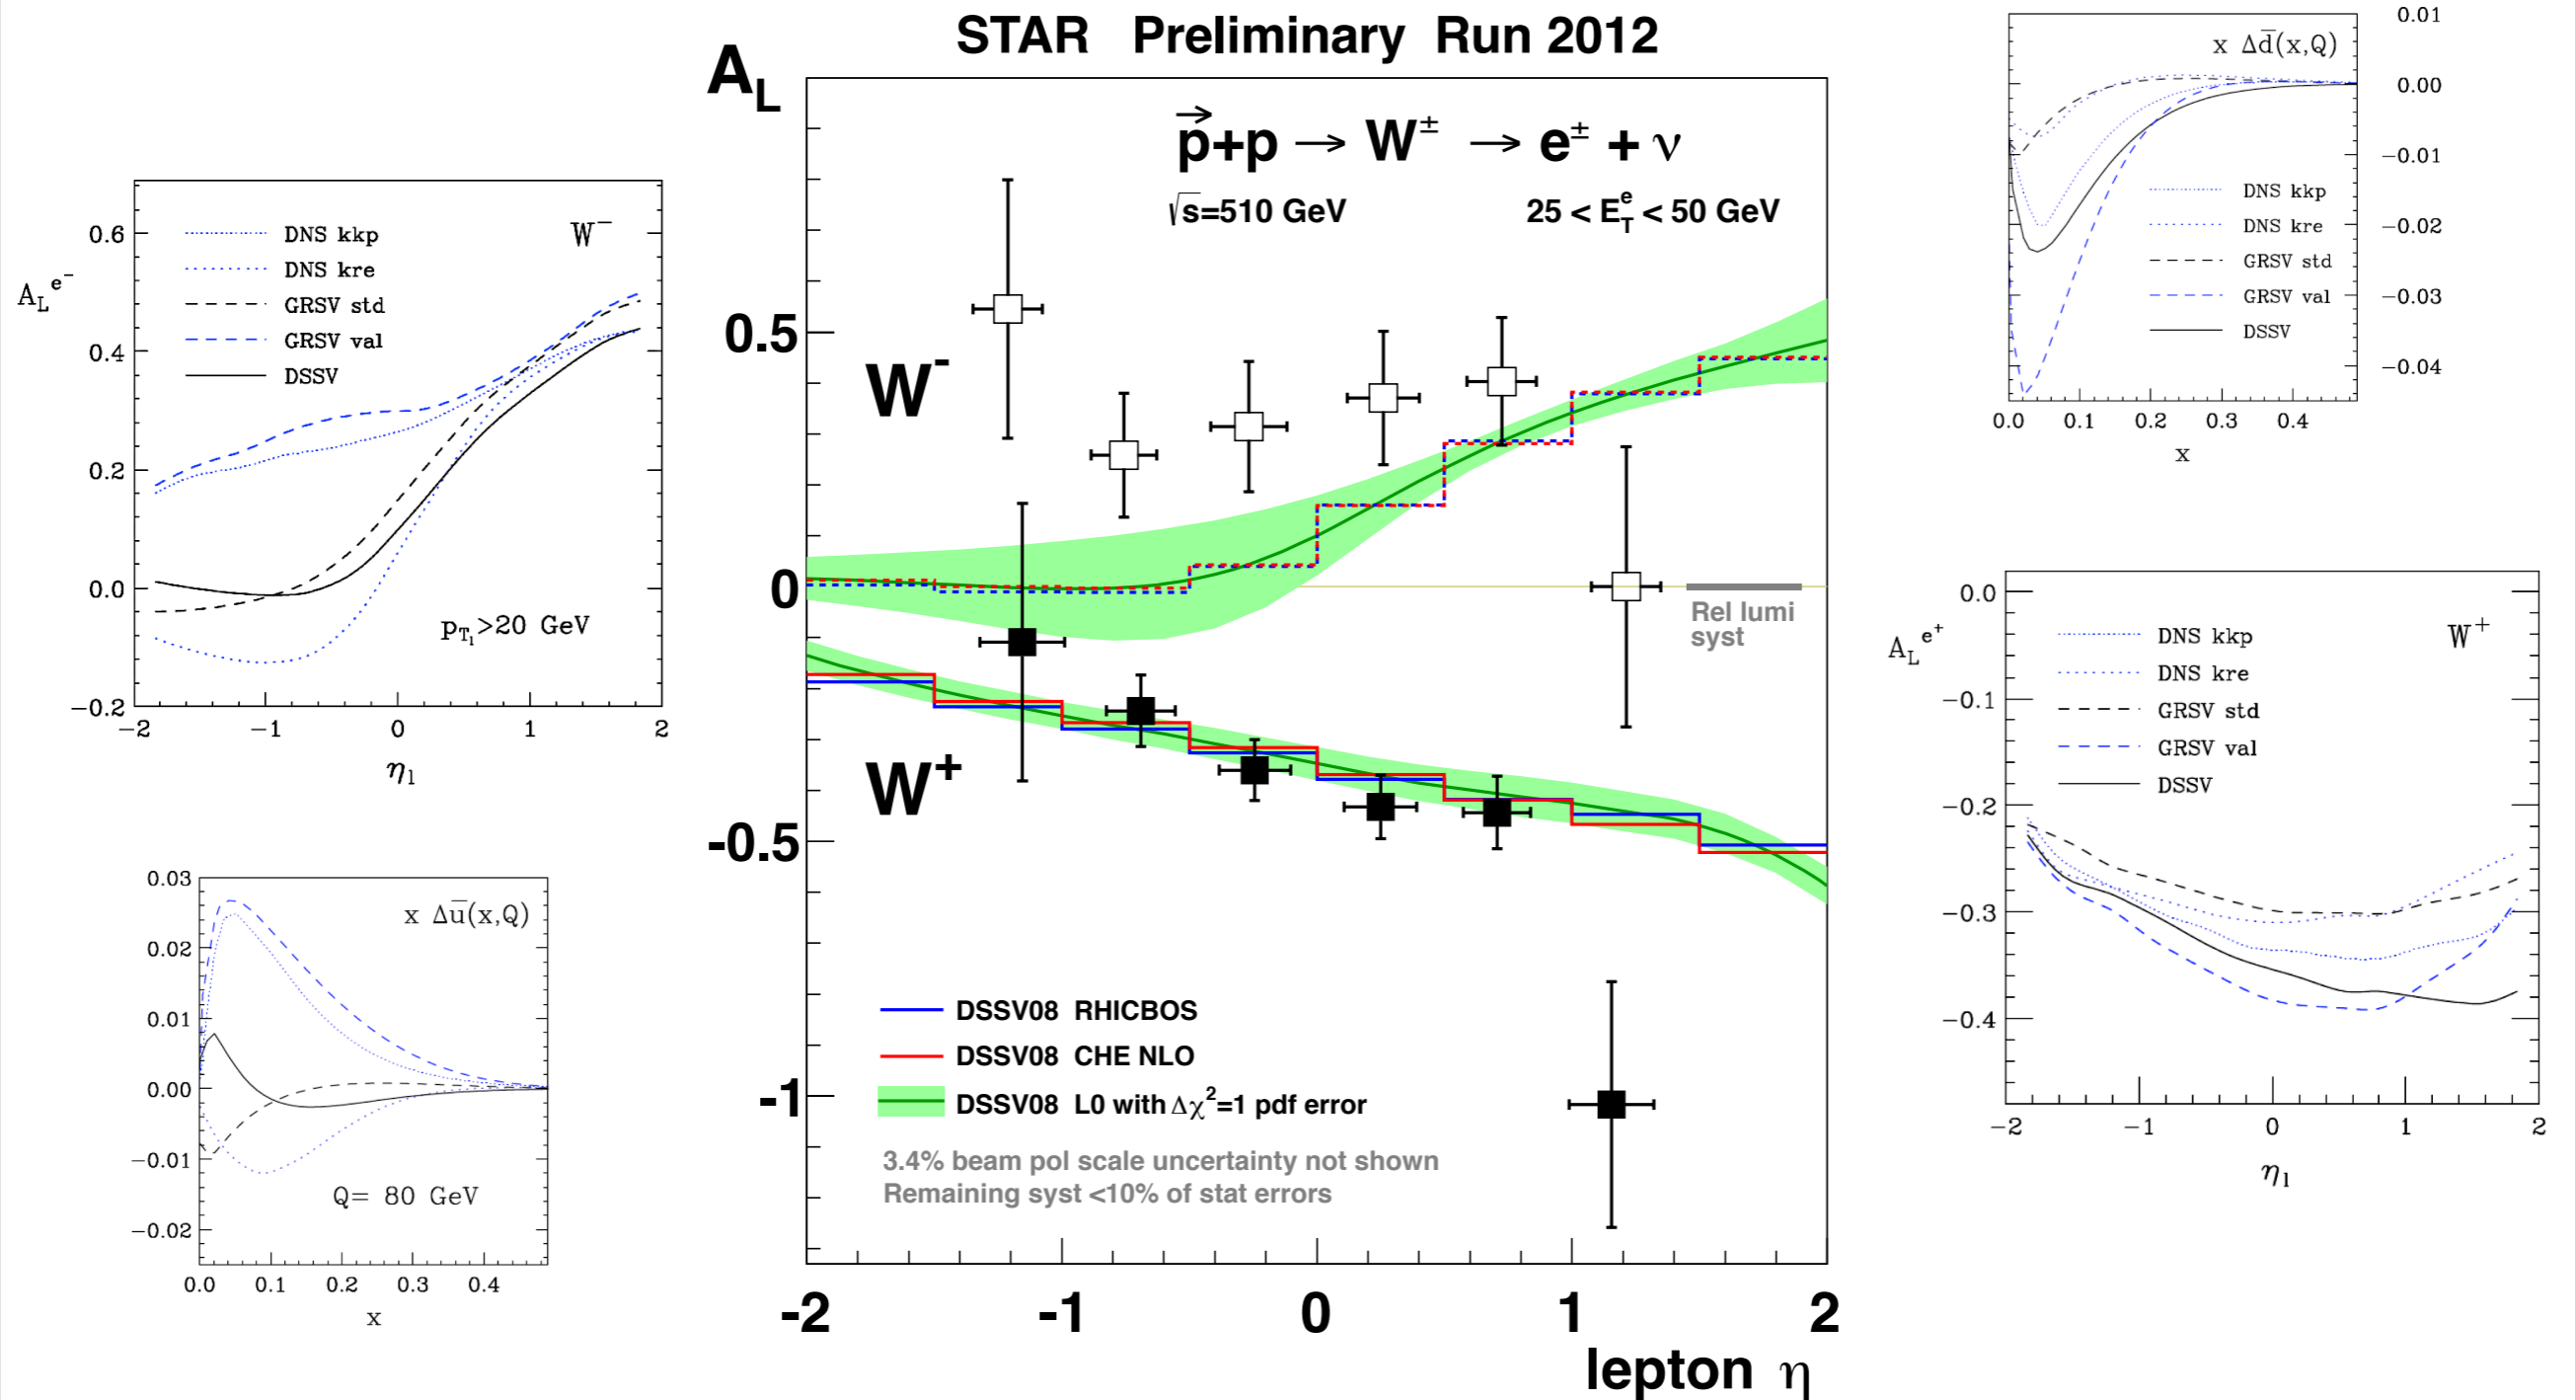 STAR Preliminary Run 2012
A_L
p+p → W± → e± + ν
√s=510 GeV
25 < E_T^e < 50 GeV
0.5
0
-0.5
-1
W-
W+
Rel lumi
syst
DSSV08 RHICBOS
DSSV08 CHE NLO
DSSV08 L0 with Δχ²=1 pdf error
3.4% beam pol scale uncertainty not shown
Remaining syst <10% of stat errors
-2 -1 0 1 2
lepton η
A_L^e−
W−
DNS kkp
DNS kre
GRSV std
GRSV val
DSSV
p_Tl>20 GeV
0.6
0.4
0.2
0.0
−0.2
−2 −1 0 1 2
η_l
x Δu̅(x,Q)
Q= 80 GeV
0.03
0.02
0.01
0.00
−0.01
−0.02
0.0 0.1 0.2 0.3 0.4
x
x Δd̅(x,Q)
DNS kkp
DNS kre
GRSV std
GRSV val
DSSV
0.01
0.00
−0.01
−0.02
−0.03
−0.04
0.0 0.1 0.2 0.3 0.4
x
A_L^e+
W+
DNS kkp
DNS kre
GRSV std
GRSV val
DSSV
0.0
−0.1
−0.2
−0.3
−0.4
−2 −1 0 1 2
η_l